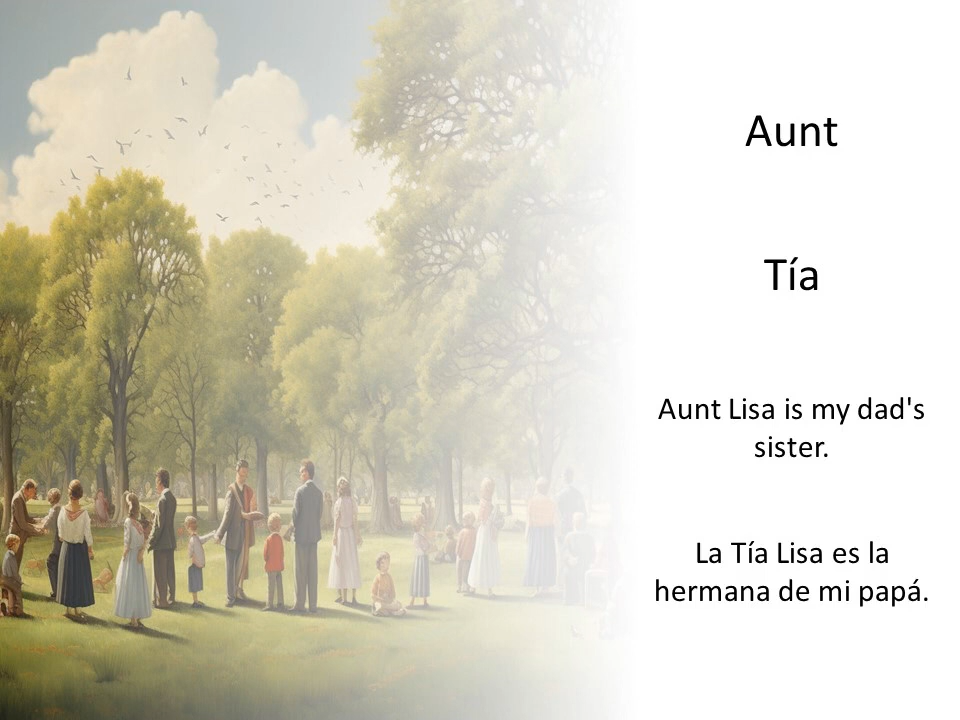 Aunt
Tía
Aunt Lisa is my dad's
sister.
La Tía Lisa es la
hermana de mi papá.